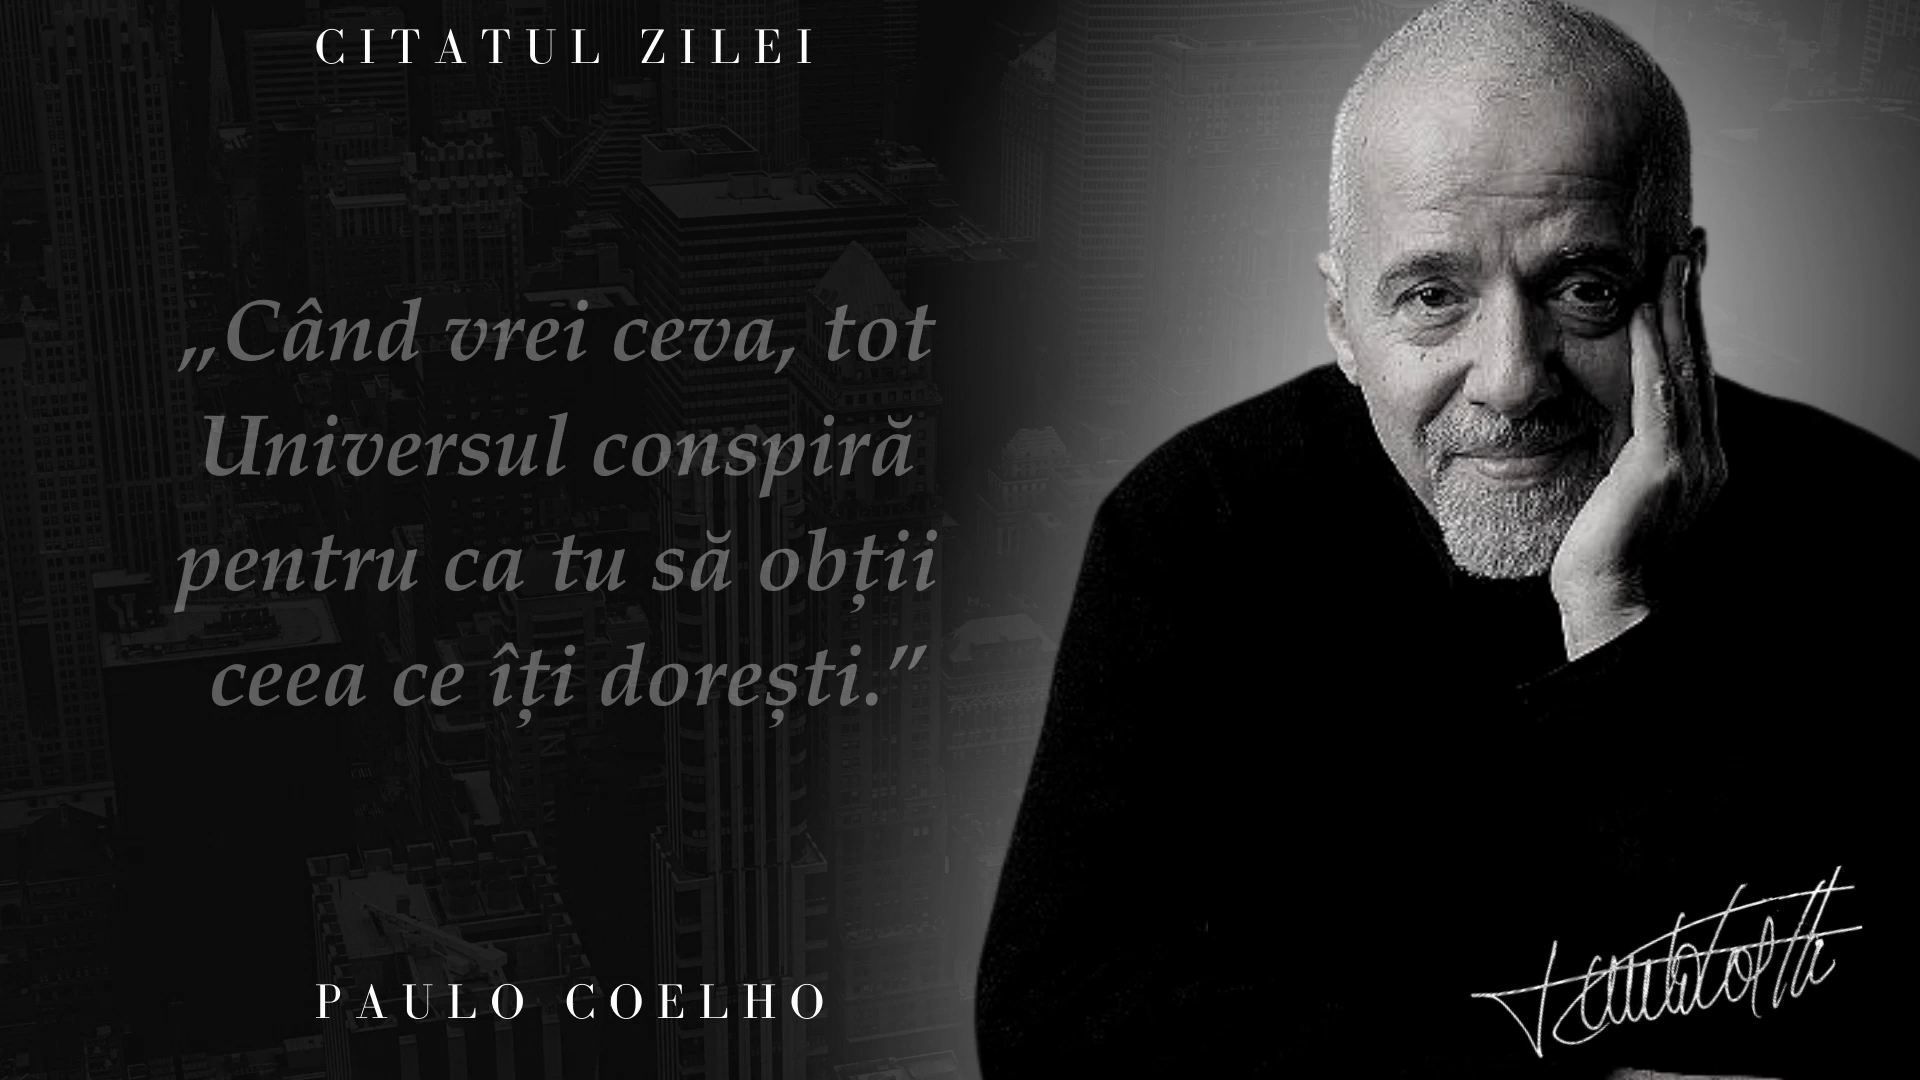 CITATUL ZILEI
„Când vrei ceva, tot
Universul conspiră
pentru ca tu să obții
ceea ce îți dorești.”
PAULO COELHO